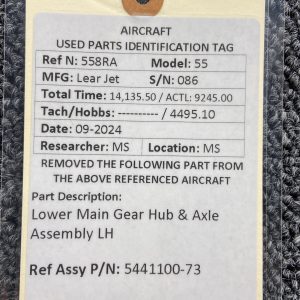 AIRCRAFT
USED PARTS IDENTIFICATION TAG
Ref N: 558RA Model: 55
MFG: Lear Jet S/N: 086
Total Time: 14,135.50 / ACTL: 9245.00
Tach/Hobbs: ---------- / 4495.10
Date: 09-2024
Researcher: MS Location: MS
REMOVED THE FOLLOWING PART FROM
THE ABOVE REFERENCED AIRCRAFT
Part Description:
Lower Main Gear Hub & Axle
Assembly LH
Ref Assy P/N: 5441100-73